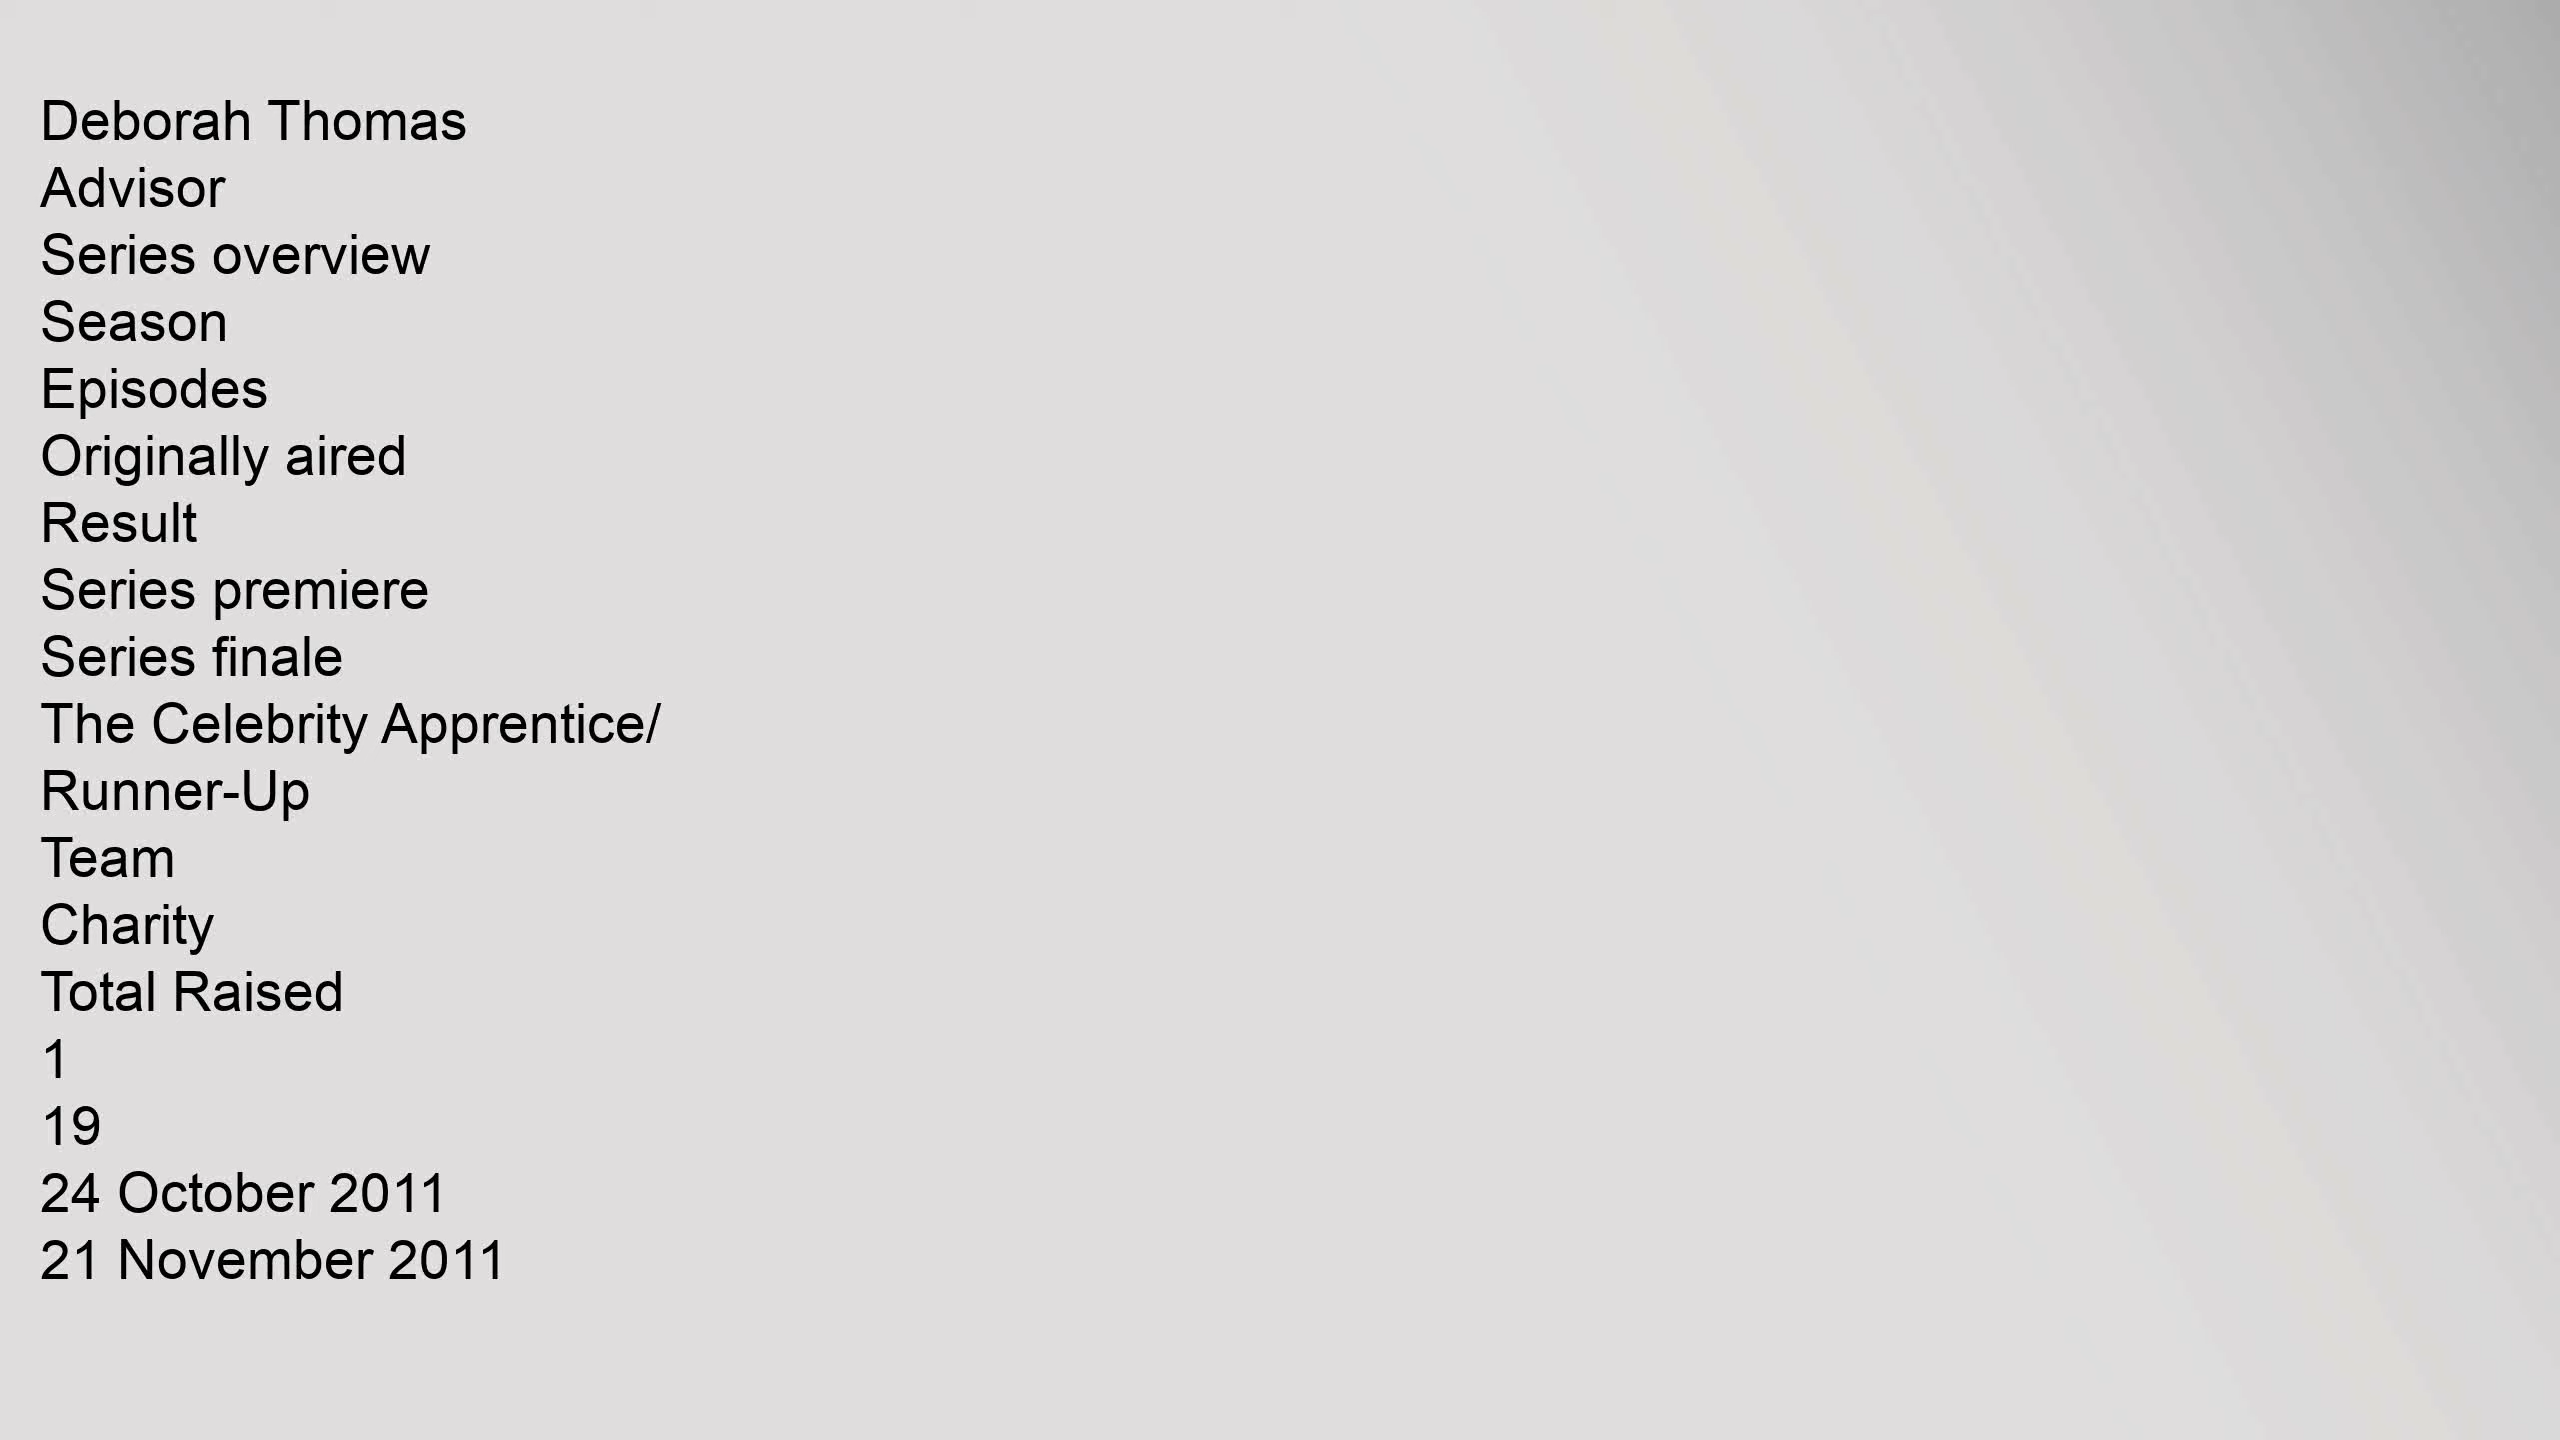 Deborah Thomas
Advisor
Series overview
Season
Episodes
Originally aired
Result
Series premiere
Series finale
The Celebrity Apprentice/
Runner-Up
Team
Charity
Total Raised
1
19
24 October 2011
21 November 2011